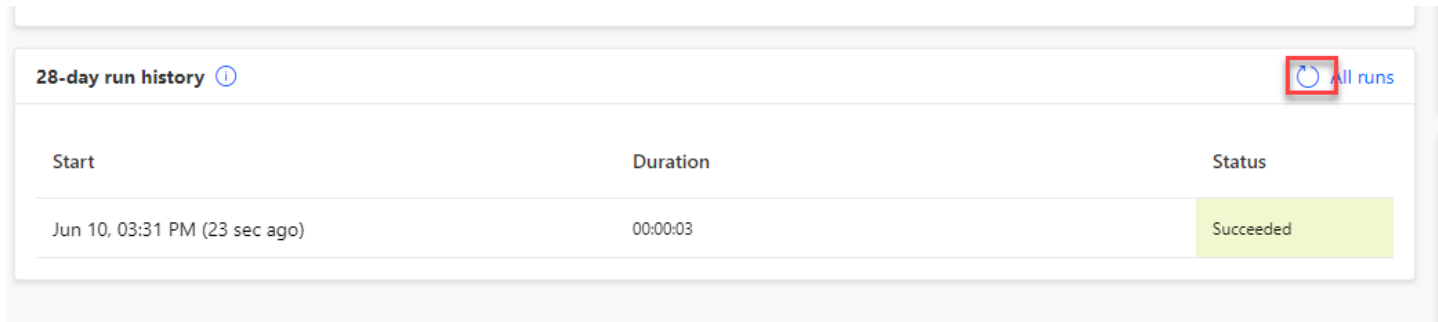 28-day run history
All runs
Start Duration Status
Jun 10, 03:31 PM (23 sec ago) 00:00:03 Succeeded